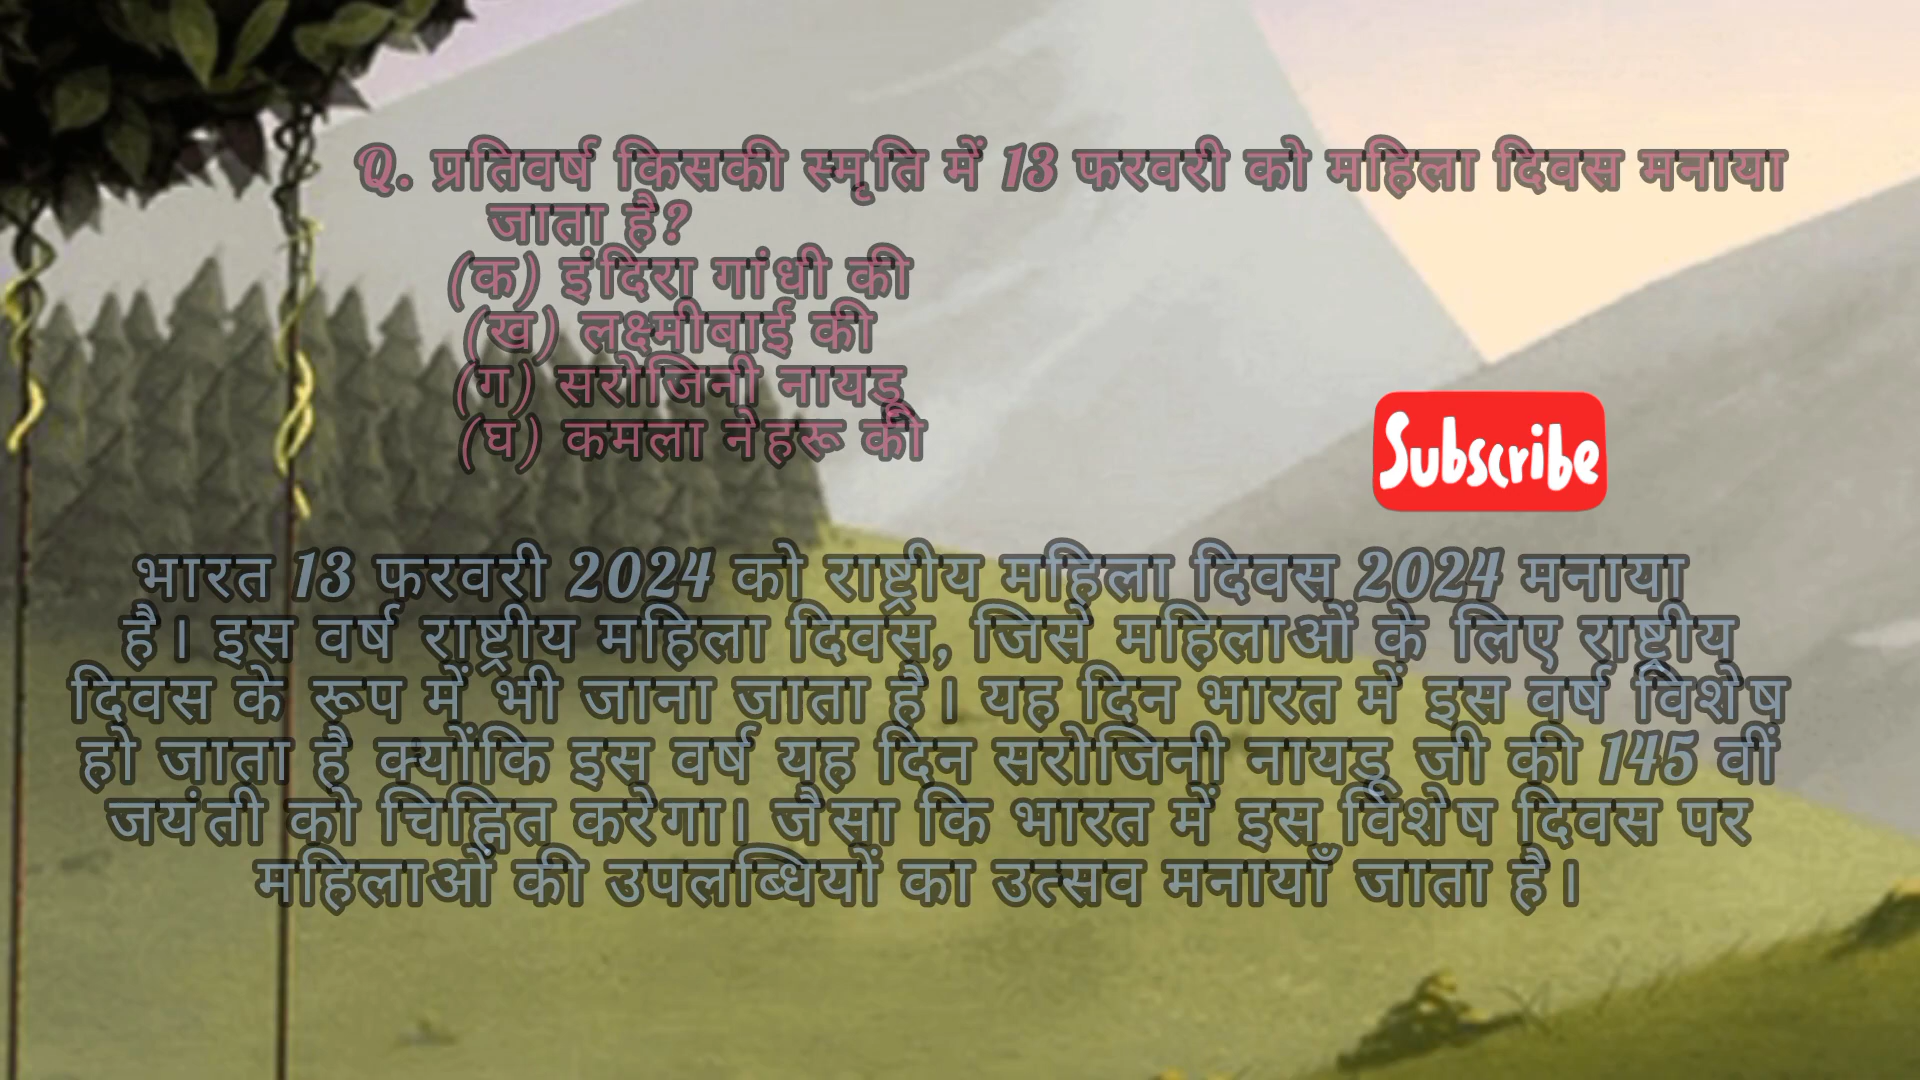 Q. प्रतिवर्ष किसकी स्मृति में 13 फरवरी को महिला दिवस मनाया
जाता है?
(क) इंदिरा गांधी की
(ख) लक्ष्मीबाई की
(ग) सरोजिनी नायडू
(घ) कमला नेहरू की
Subscribe
भारत 13 फरवरी 2024 को राष्ट्रीय महिला दिवस 2024 मनाया
है। इस वर्ष राष्ट्रीय महिला दिवस, जिसे महिलाओं के लिए राष्ट्रीय
दिवस के रूप में भी जाना जाता है। यह दिन भारत में इस वर्ष विशेष
हो जाता है क्योंकि इस वर्ष यह दिन सरोजिनी नायडू जी की 145 वीं
जयंती को चिह्नित करेगा। जैसा कि भारत में इस विशेष दिवस पर
महिलाओं की उपलब्धियों का उत्सव मनायाँ जाता है।